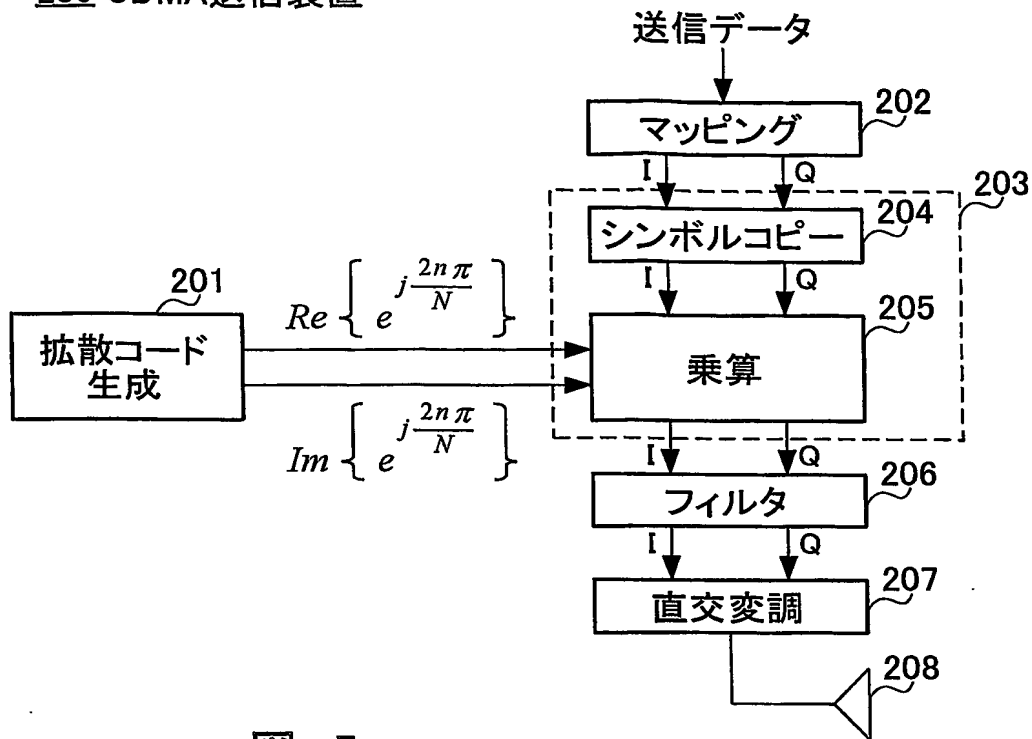 CDMA送信装置
送信データ
マッピング
202
I
Q
203
シンボルコピー
204
I
Q
201
拡散コード
生成
Re { e^{j 2nπ/N} }
Im { e^{j 2nπ/N} }
乗算
205
I
Q
フィルタ
206
I
Q
直交変調
207
208